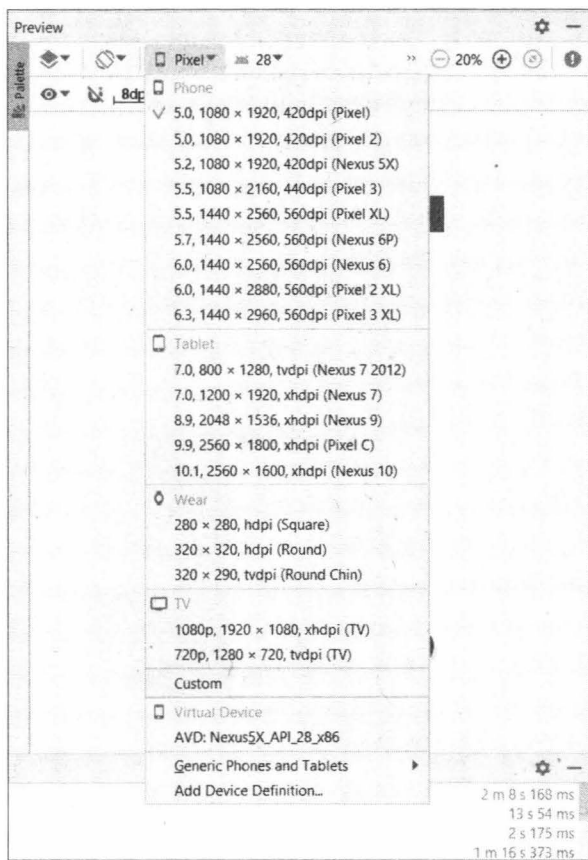 Preview
Palette
Pixel 28 » 20%
8dp
Phone
5.0, 1080 × 1920, 420dpi (Pixel)
5.0, 1080 × 1920, 420dpi (Pixel 2)
5.2, 1080 × 1920, 420dpi (Nexus 5X)
5.5, 1080 × 2160, 440dpi (Pixel 3)
5.5, 1440 × 2560, 560dpi (Pixel XL)
5.7, 1440 × 2560, 560dpi (Nexus 6P)
6.0, 1440 × 2560, 560dpi (Nexus 6)
6.0, 1440 × 2880, 560dpi (Pixel 2 XL)
6.3, 1440 × 2960, 560dpi (Pixel 3 XL)
Tablet
7.0, 800 × 1280, tvdpi (Nexus 7 2012)
7.0, 1200 × 1920, xhdpi (Nexus 7)
8.9, 2048 × 1536, xhdpi (Nexus 9)
9.9, 2560 × 1800, xhdpi (Pixel C)
10.1, 2560 × 1600, xhdpi (Nexus 10)
Wear
280 × 280, hdpi (Square)
320 × 320, hdpi (Round)
320 × 290, tvdpi (Round Chin)
TV
1080p, 1920 × 1080, xhdpi (TV)
720p, 1280 × 720, tvdpi (TV)
Custom
Virtual Device
AVD: Nexus5X_API_28_x86
Generic Phones and Tablets
Add Device Definition...
2 m 8 s 168 ms
13 s 54 ms
2 s 175 ms
1 m 16 s 373 ms